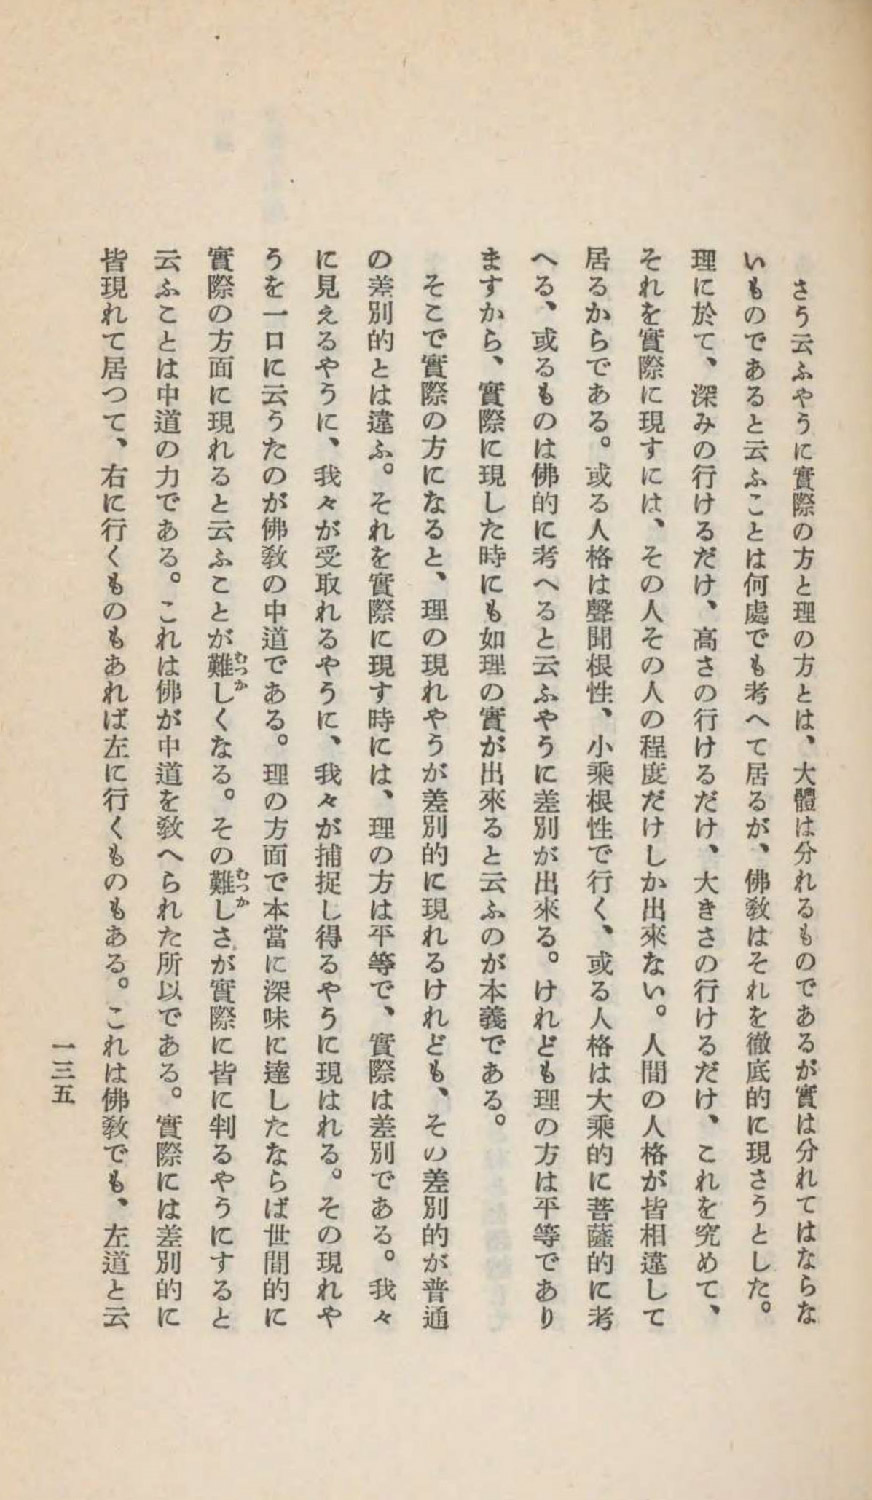 さう云ふやうに實際の方と理の方とは、大體は分れるものであるが實は分れてはならな
いものであると云ふことは何處でも考へて居るが、佛敎はそれを徹底的に現さうとした。
理に於て、深みの行けるだけ、高さの行けるだけ、大きさの行けるだけ、これを究めて、
それを實際に現すには、その人その人の程度だけしか出來ない。人間の人格が皆相違して
居るからである。或る人格は聲聞根性、小乘根性で行く、或る人格は大乘的に菩薩的に考
へる、或るものは佛的に考へると云ふやうに差別が出來る。けれども理の方は平等であり
ますから、實際に現した時にも如理の實が出來ると云ふのが本義である。
そこで實際の方になると、理の現れやうが差別的に現れるけれども、その差別的が普通
の差別的とは違ふ。それを實際に現す時には、理の方は平等で、實際は差別である。我々
に見えるやうに、我々が受取れるやうに、我々が捕捉し得るやうに現はれる。その現れや
うを一口に云うたのが佛敎の中道である。理の方面で本當に深味に達したならば世間的に
實際の方面に現れると云ふことが難しくなる。その難しさが實際に皆に判るやうにすると
云ふことは中道の力である。これは佛が中道を敎へられた所以である。實際には差別的に
皆現れて居つて、右に行くものもあれば左に行くものもある。これは佛敎でも、左道と云
一三五